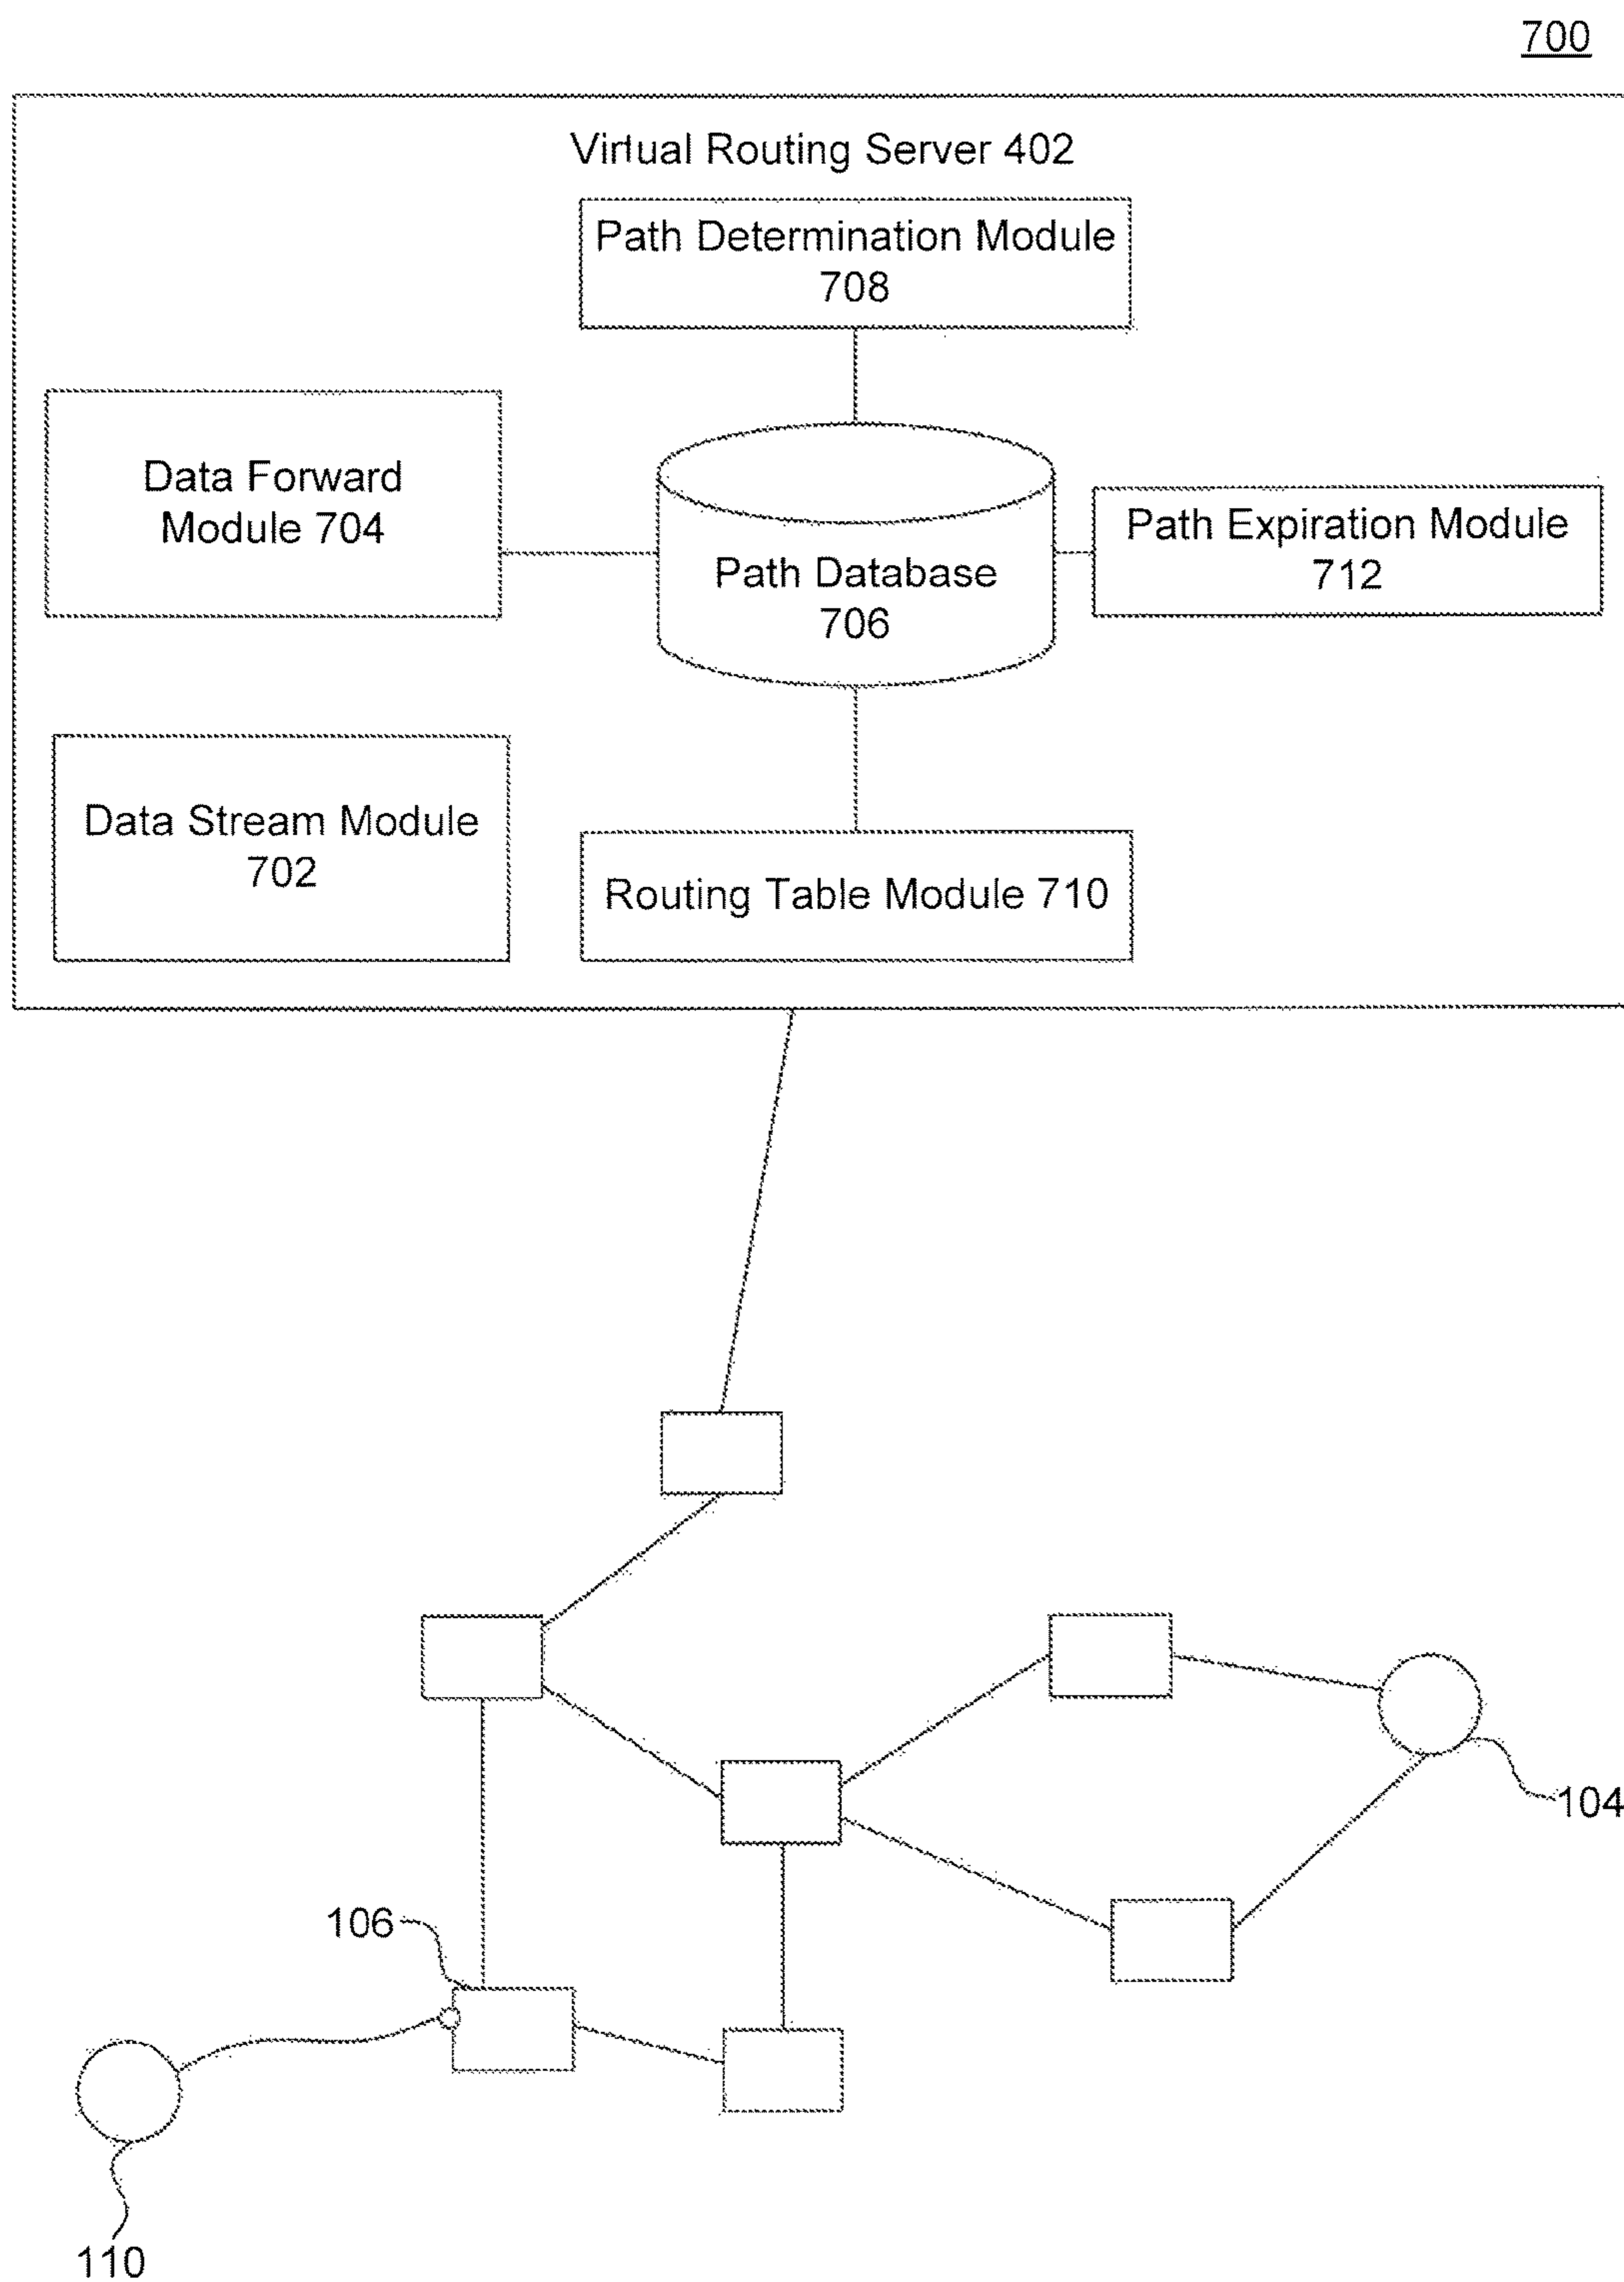 700
Virtual Routing Server 402
Path Determination Module
708
Data Forward
Module 704
Path Expiration Module
712
Path Database
706
Data Stream Module
702
Routing Table Module 710
104
106
110